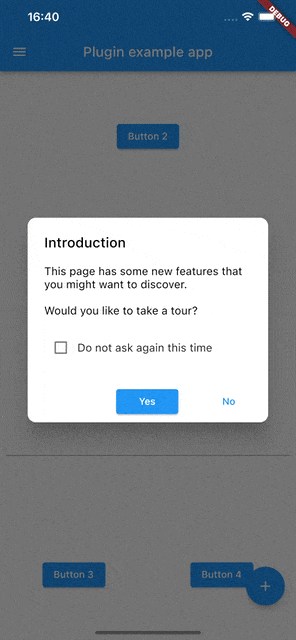 16:40
DEBUG
Plugin example app
Button 2
Introduction
This page has some new features that
you might want to discover.
Would you like to take a tour?
Do not ask again this time
Yes No
Button 3 Button 4